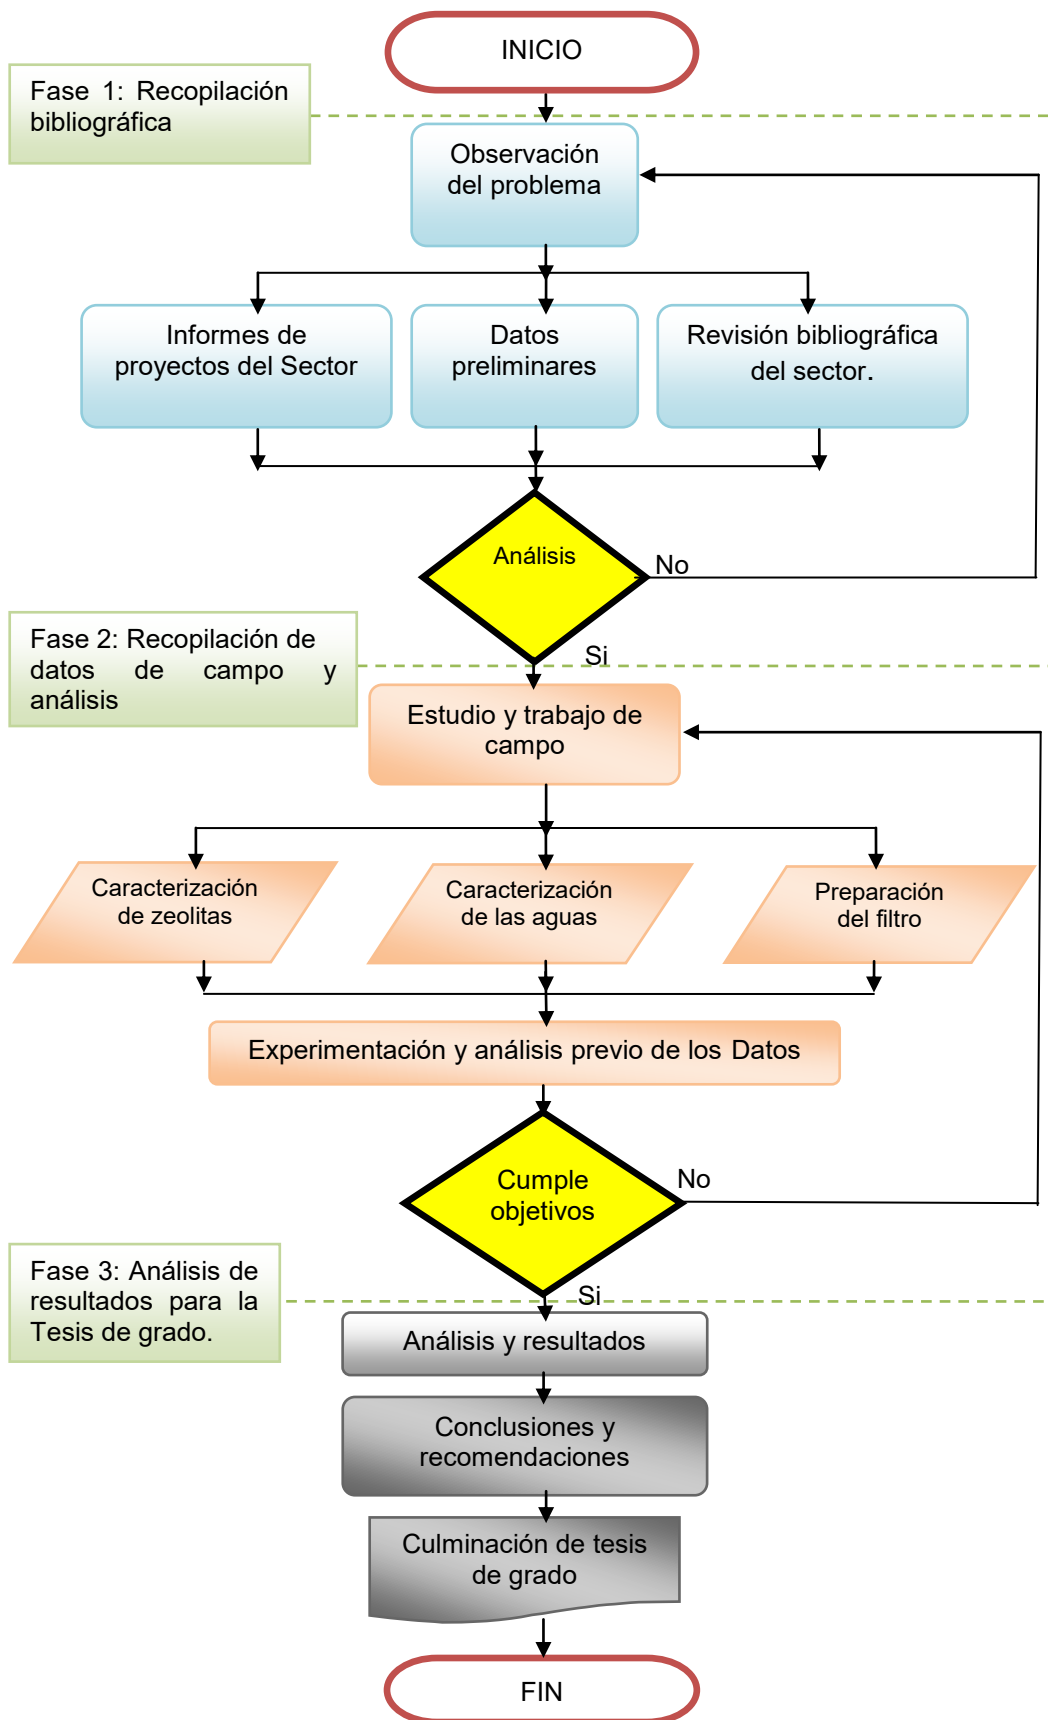 INICIO
Fase 1: Recopilación
bibliográfica
Observación
del problema
Informes de
proyectos del Sector
Datos
preliminares
Revisión bibliográfica
del sector.
Análisis
No
Si
Fase 2: Recopilación de
datos de campo y
análisis
Estudio y trabajo de
campo
Caracterización
de zeolitas
Caracterización
de las aguas
Preparación
del filtro
Experimentación y análisis previo de los Datos
Cumple
objetivos
No
Si
Fase 3: Análisis de
resultados para la
Tesis de grado.
Análisis y resultados
Conclusiones y
recomendaciones
Culminación de tesis
de grado
FIN